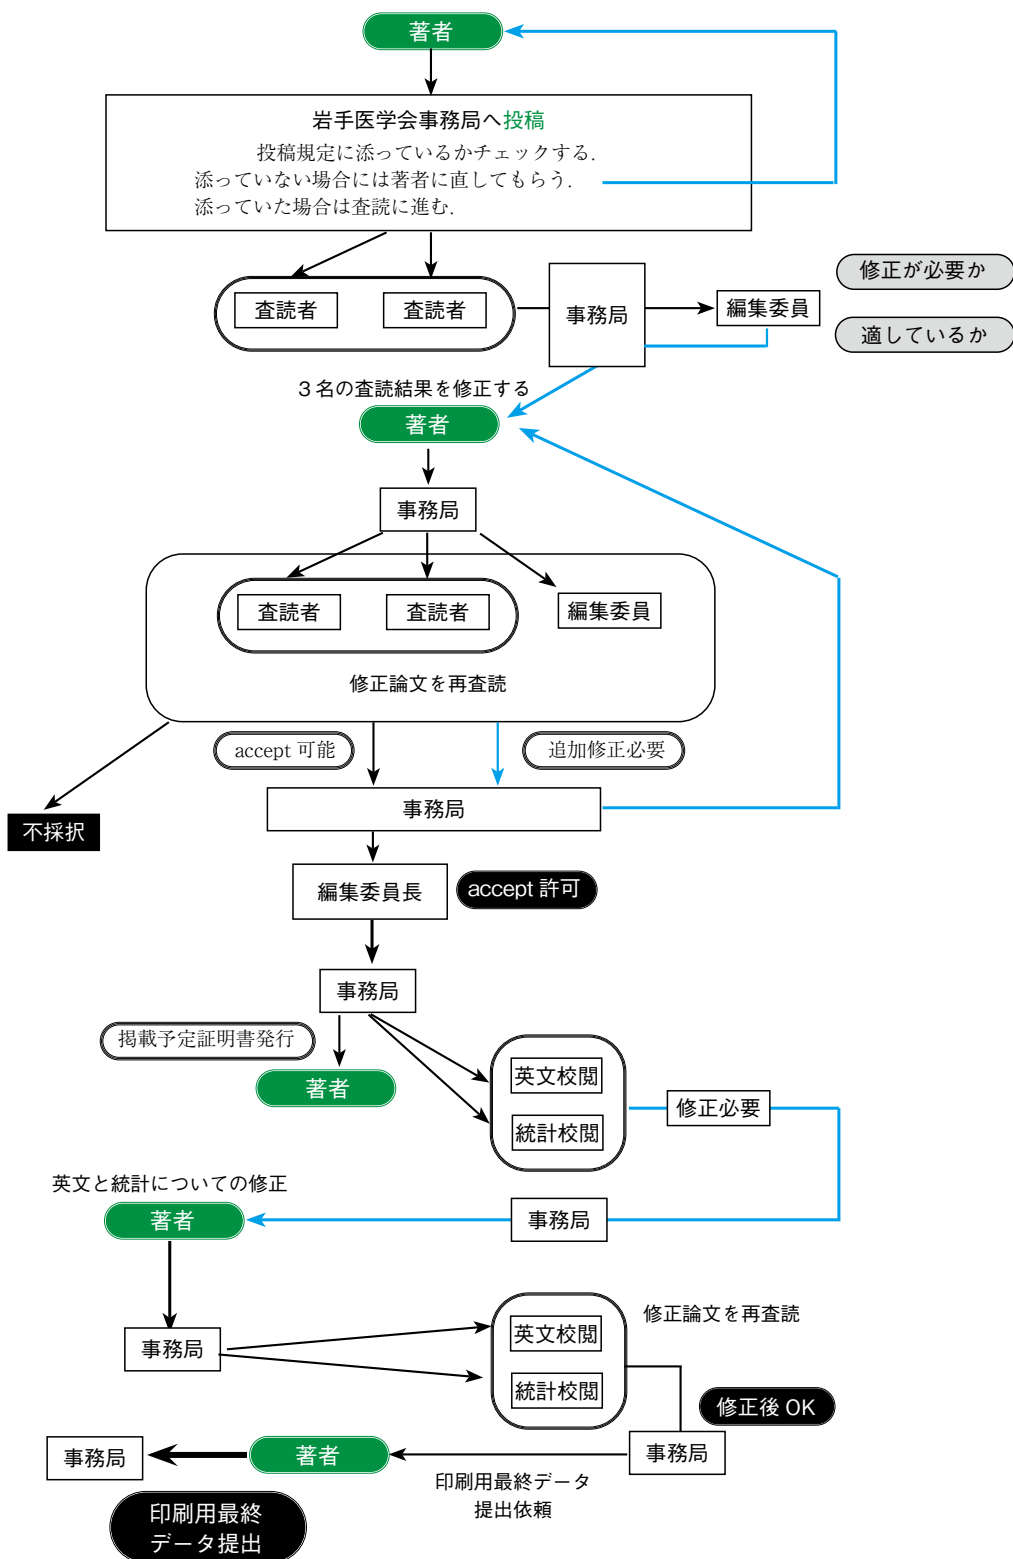 著者
岩手医学会事務局へ投稿
投稿規定に添っているかチェックする.
添っていない場合には著者に直してもらう.
添っていた場合は査読に進む.
査読者
査読者
事務局
編集委員
修正が必要か
適しているか
３名の査読結果を修正する
著者
事務局
査読者
査読者
編集委員
修正論文を再査読
accept 可能
追加修正必要
事務局
不採択
編集委員長
accept 許可
事務局
掲載予定証明書発行
著者
英文校閲
統計校閲
修正必要
英文と統計についての修正
著者
事務局
事務局
英文校閲
統計校閲
修正論文を再査読
修正後 OK
事務局
著者
事務局
印刷用最終データ
提出依頼
印刷用最終
データ提出